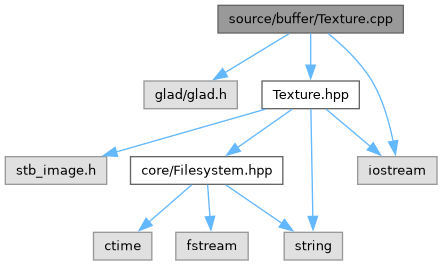 source/buffer/Texture.cpp
glad/glad.h
Texture.hpp
stb_image.h
core/Filesystem.hpp
iostream
ctime
fstream
string